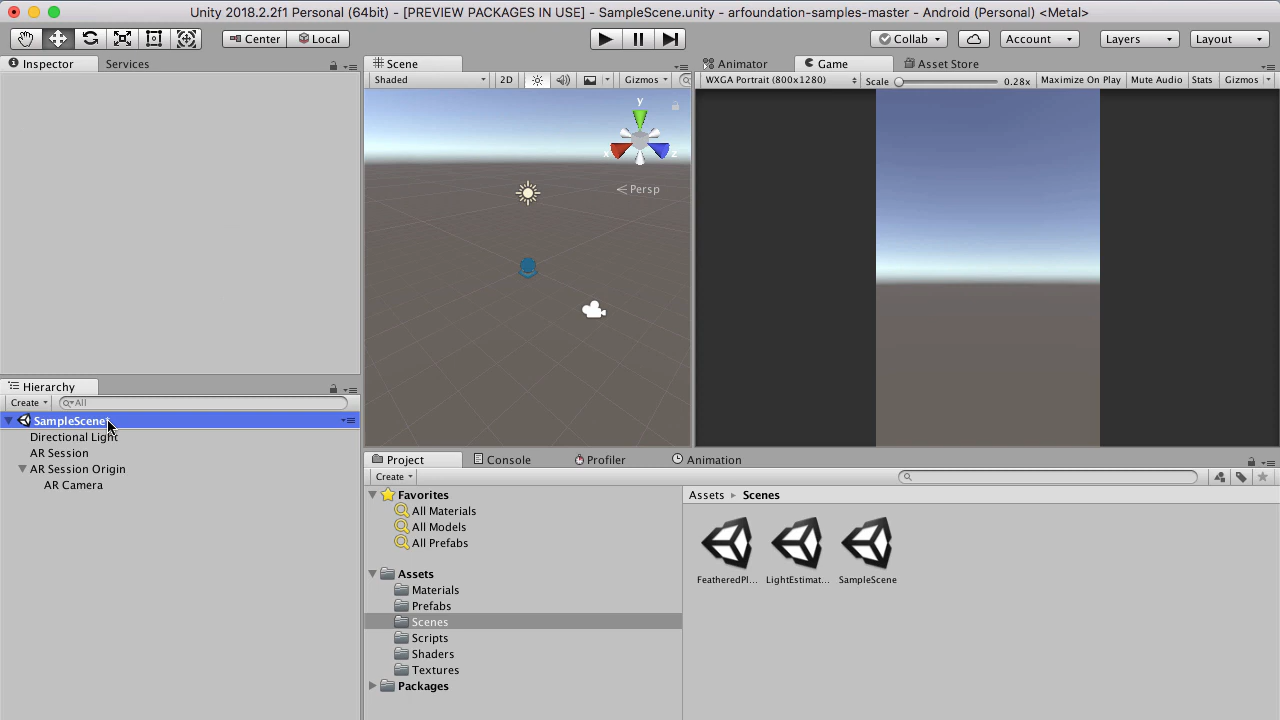 Unity 2018.2.2f1 Personal (64bit) - [PREVIEW PACKAGES IN USE] - SampleScene.unity - arfoundation-samples-master - Android (Personal) <Metal>
Center Local Collab Account Layers Layout
Inspector Services
Scene
Animator Game Asset Store
Shaded 2D Gizmos
WXGA Portrait (800x1280) Scale 0.28x Maximize On Play Mute Audio Stats Gizmos
y
x z
Persp
Hierarchy
Create All
SampleScene*
Directional Light
AR Session
AR Session Origin
AR Camera
Project Console Profiler Animation
Create
Favorites
All Materials
All Models
All Prefabs
Assets
Materials
Prefabs
Scenes
Scripts
Shaders
Textures
Packages
Assets ▸ Scenes
FeatheredPl... LightEstimat... SampleScene